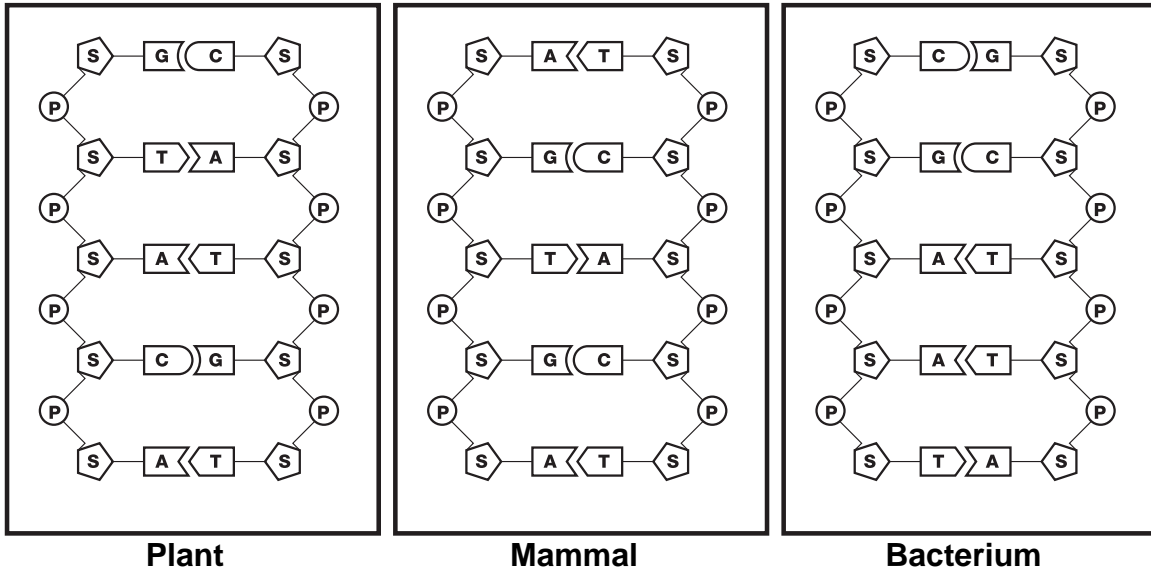 S G C S S A T S S C G S
P P P P P P
S T A S S G C S S G C S
P P P P P P
S A T S S T A S S A T S
P P P P P P
S C G S S G C S S A T S
P P P P P P
S A T S S A T S S T A S
Plant Mammal Bacterium